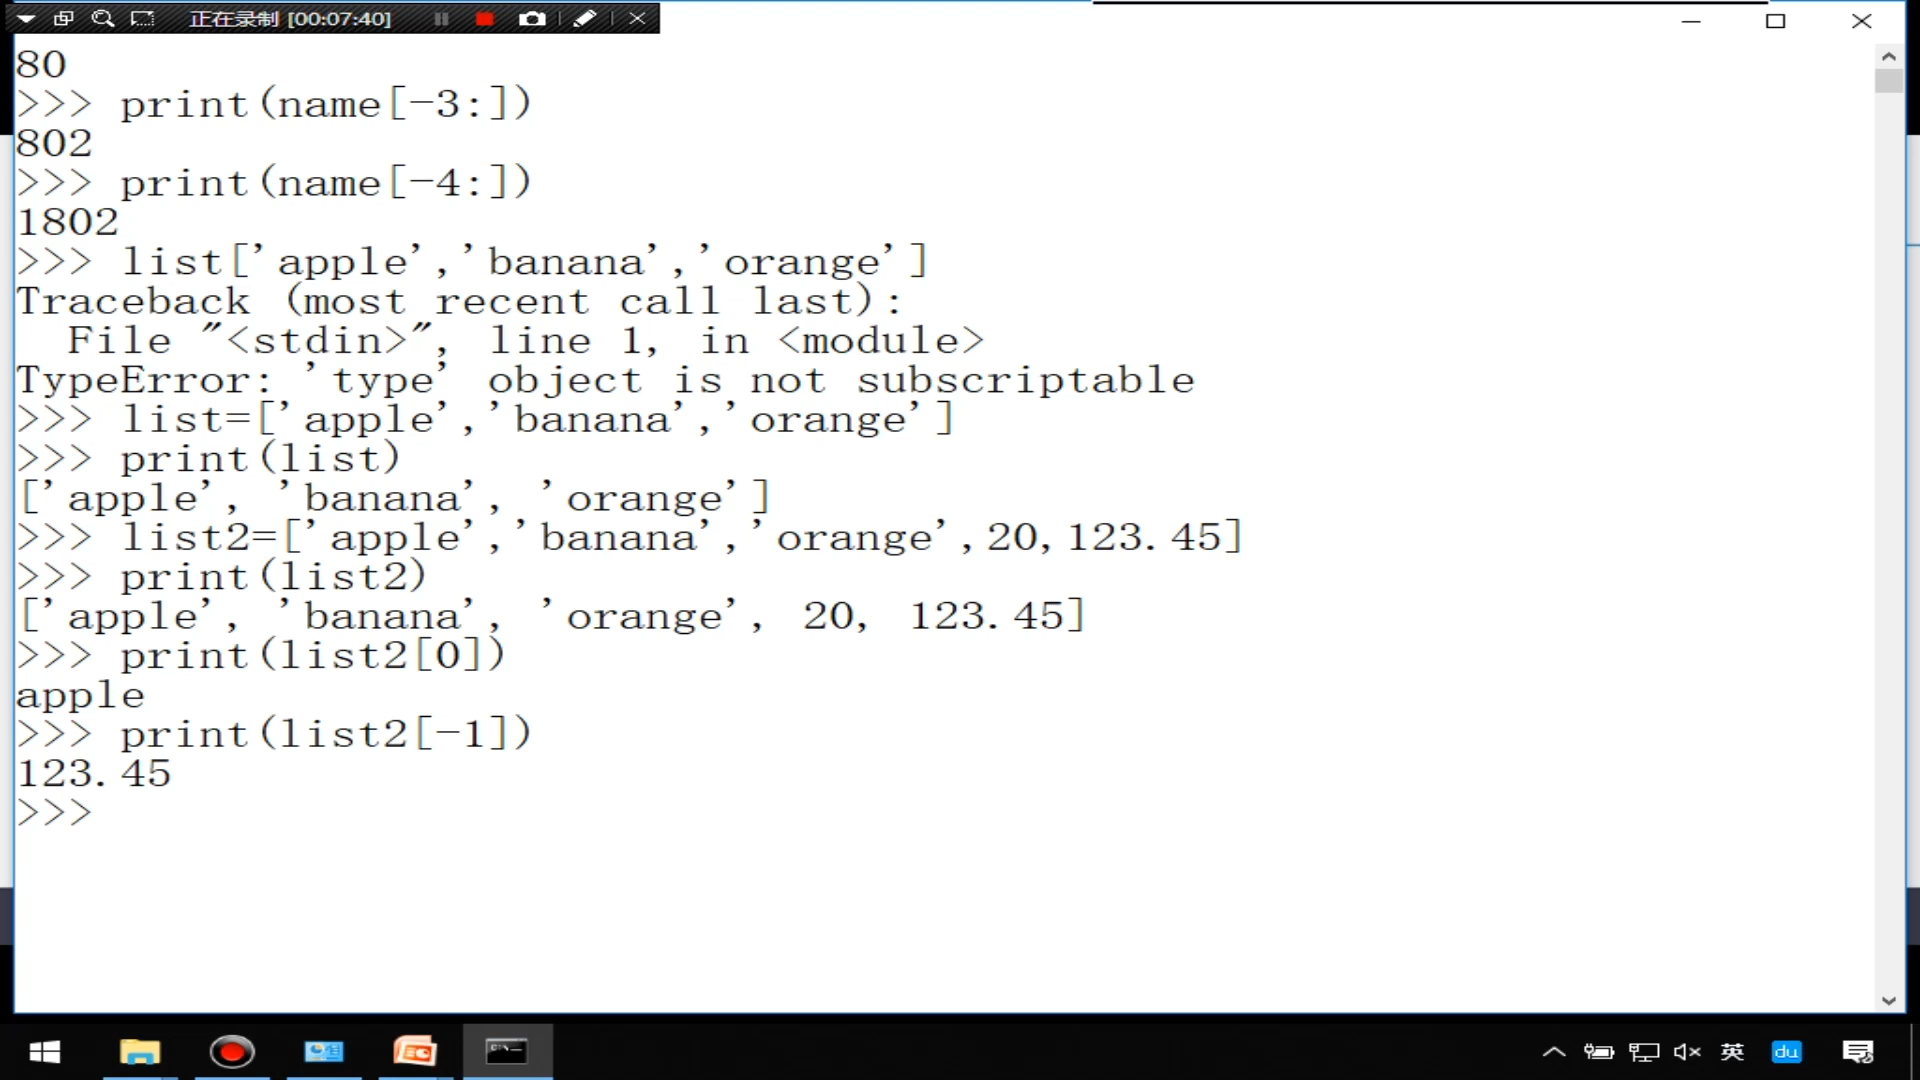 正在录制 [00:07:40]
80
>>> print(name[-3:])
802
>>> print(name[-4:])
1802
>>> list['apple','banana','orange']
Traceback (most recent call last):
  File "<stdin>", line 1, in <module>
TypeError: 'type' object is not subscriptable
>>> list=['apple','banana','orange']
>>> print(list)
['apple', 'banana', 'orange']
>>> list2=['apple','banana','orange',20,123.45]
>>> print(list2)
['apple', 'banana', 'orange', 20, 123.45]
>>> print(list2[0])
apple
>>> print(list2[-1])
123.45
>>>
英 du